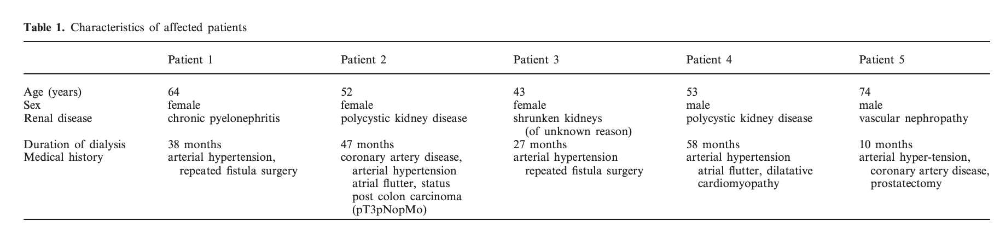 Table 1. Characteristics of affected patients
Patient 1 Patient 2 Patient 3 Patient 4 Patient 5
Age (years) 64 52 43 53 74
Sex female female female male male
Renal disease chronic pyelonephritis polycystic kidney disease shrunken kidneys polycystic kidney disease vascular nephropathy
(of unknown reason)
Duration of dialysis 38 months 47 months 27 months 58 months 10 months
Medical history arterial hypertension, coronary artery disease, arterial hypertension arterial hypertension arterial hyper-tension,
repeated fistula surgery arterial hypertension repeated fistula surgery atrial flutter, dilatative coronary artery disease,
atrial flutter, status cardiomyopathy prostatectomy
post colon carcinoma
(pT3pNopMo)